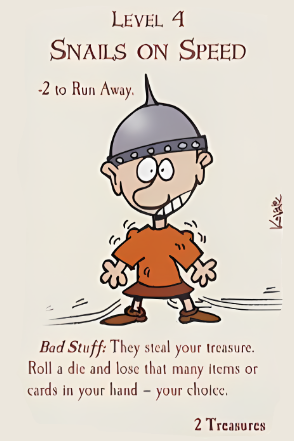 Level 4
Snails on Speed
-2 to Run Away.
Kovalic
Bad Stuff: They steal your treasure.
Roll a die and lose that many items or
cards in your hand – your choice.
2 Treasures